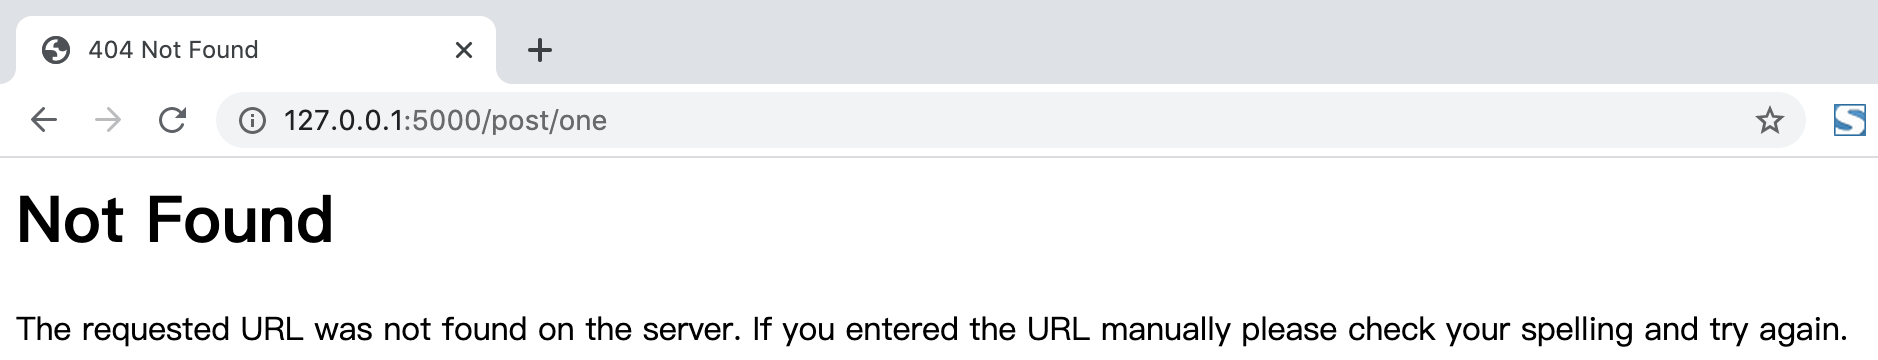 404 Not Found
127.0.0.1:5000/post/one
Not Found
The requested URL was not found on the server. If you entered the URL manually please check your spelling and try again.